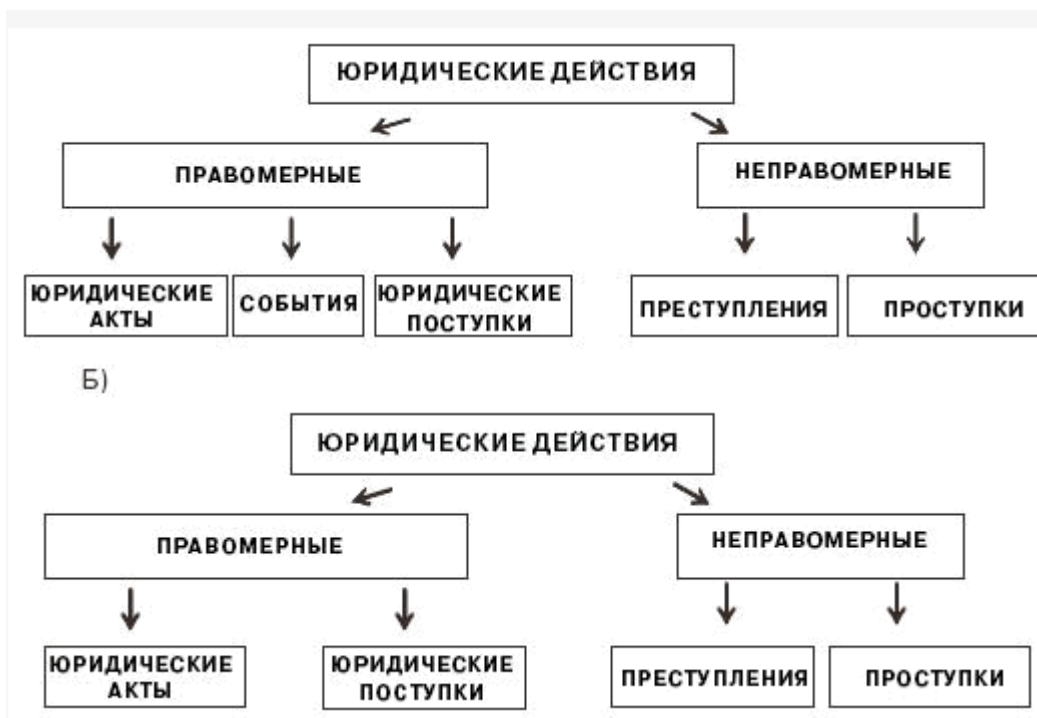 ЮРИДИЧЕСКИЕ ДЕЙСТВИЯ
ПРАВОМЕРНЫЕ
НЕПРАВОМЕРНЫЕ
ЮРИДИЧЕСКИЕ
АКТЫ
СОБЫТИЯ
ЮРИДИЧЕСКИЕ
ПОСТУПКИ
ПРЕСТУПЛЕНИЯ
ПРОСТУПКИ
Б)
ЮРИДИЧЕСКИЕ ДЕЙСТВИЯ
ПРАВОМЕРНЫЕ
НЕПРАВОМЕРНЫЕ
ЮРИДИЧЕСКИЕ
АКТЫ
ЮРИДИЧЕСКИЕ
ПОСТУПКИ
ПРЕСТУПЛЕНИЯ
ПРОСТУПКИ